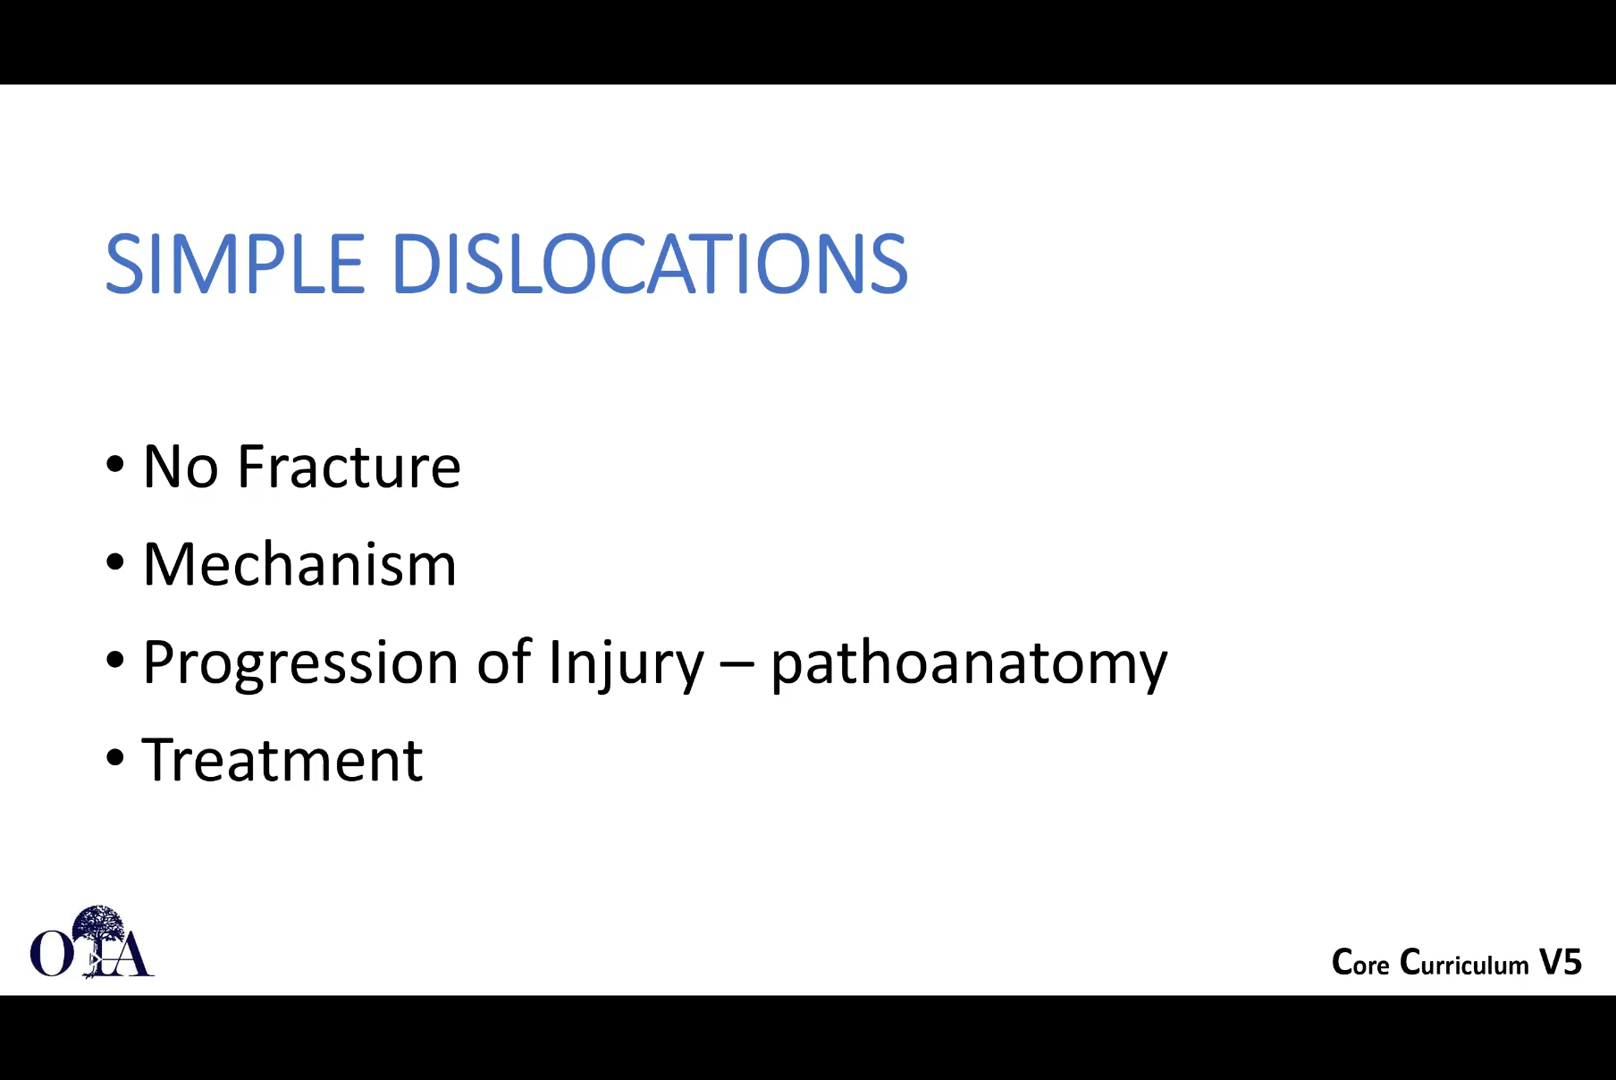 SIMPLE DISLOCATIONS
• No Fracture
• Mechanism
• Progression of Injury – pathoanatomy
• Treatment
OTA
Core Curriculum V5